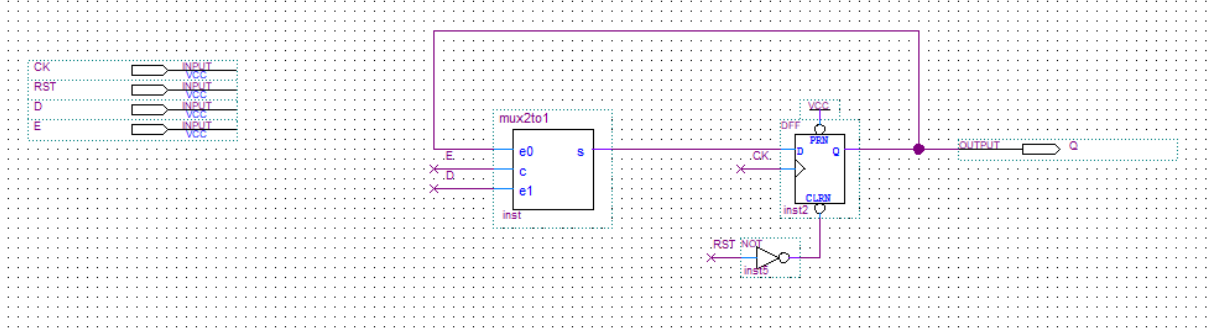 CK INPUT
VCC
RST INPUT
VCC
D INPUT
VCC
E INPUT
VCC
mux2to1
e0 s
E
c
D
e1
inst
VCC
DFF
PRN
D Q
CK
CLRN
inst2
OUTPUT Q
RST NOT
inst5